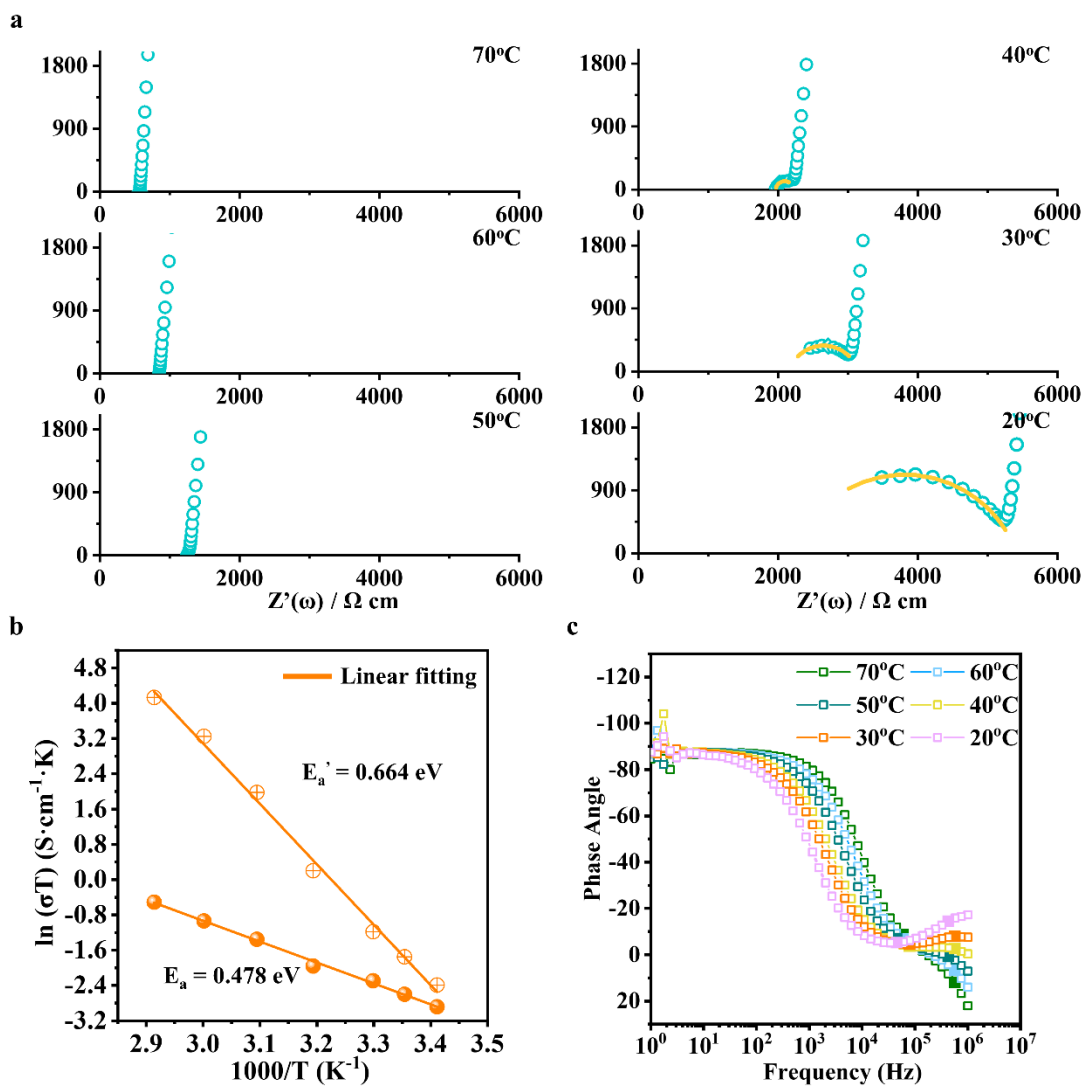 a
70°C
1800
900
0
0 2000 4000 6000
60°C
1800
900
0
0 2000 4000 6000
50°C
1800
900
0
0 2000 4000 6000
Z’(ω) / Ω cm
40°C
1800
900
0
0 2000 4000 6000
30°C
1800
900
0
0 2000 4000 6000
20°C
1800
900
0
0 2000 4000 6000
Z’(ω) / Ω cm
b
Linear fitting
Eₐ’ = 0.664 eV
Eₐ = 0.478 eV
ln (σT) (S·cm⁻¹·K)
4.8
4.0
3.2
2.4
1.6
0.8
0.0
-0.8
-1.6
-2.4
-3.2
2.9 3.0 3.1 3.2 3.3 3.4 3.5
1000/T (K⁻¹)
c
70°C 60°C
50°C 40°C
30°C 20°C
Phase Angle
-120
-100
-80
-60
-40
-20
0
20
10⁰ 10¹ 10² 10³ 10⁴ 10⁵ 10⁶ 10⁷
Frequency (Hz)